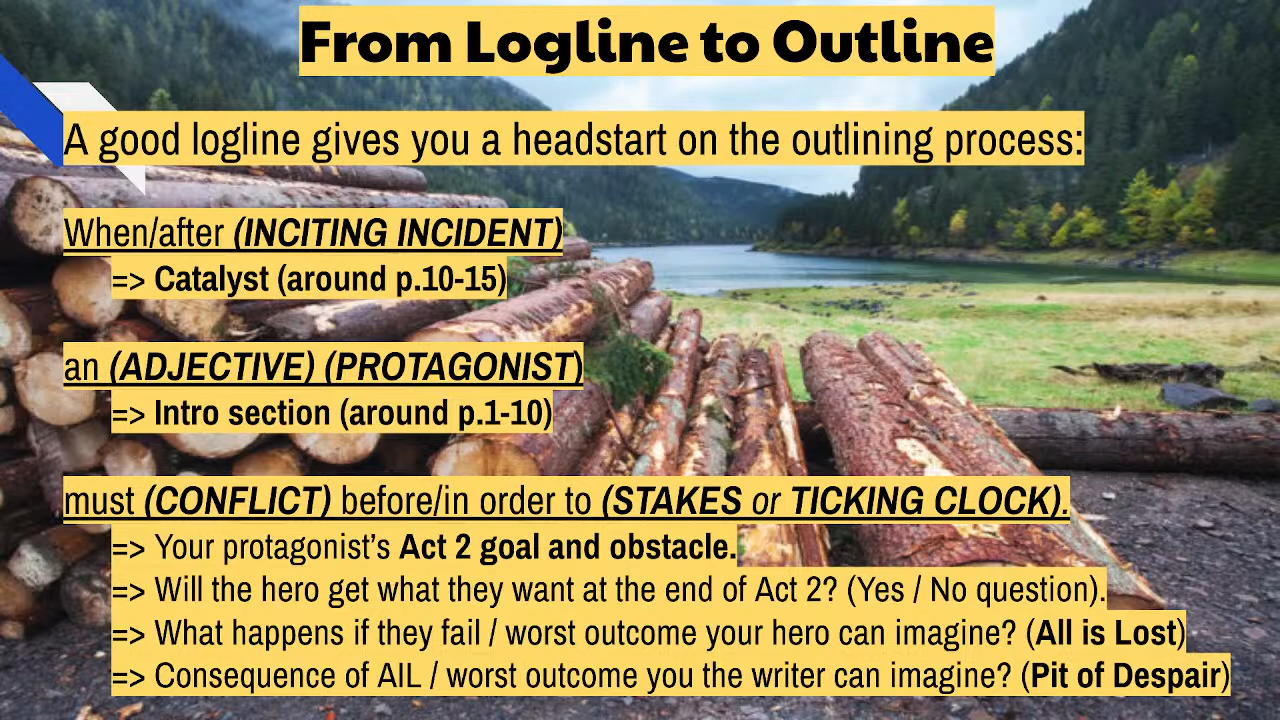 From Logline to Outline
A good logline gives you a headstart on the outlining process:
When/after (INCITING INCIDENT)
=> Catalyst (around p.10-15)
an (ADJECTIVE) (PROTAGONIST)
=> Intro section (around p.1-10)
must (CONFLICT) before/in order to (STAKES or TICKING CLOCK).
=> Your protagonist’s Act 2 goal and obstacle.
=> Will the hero get what they want at the end of Act 2? (Yes / No question).
=> What happens if they fail / worst outcome your hero can imagine? (All is Lost)
=> Consequence of AIL / worst outcome you the writer can imagine? (Pit of Despair)